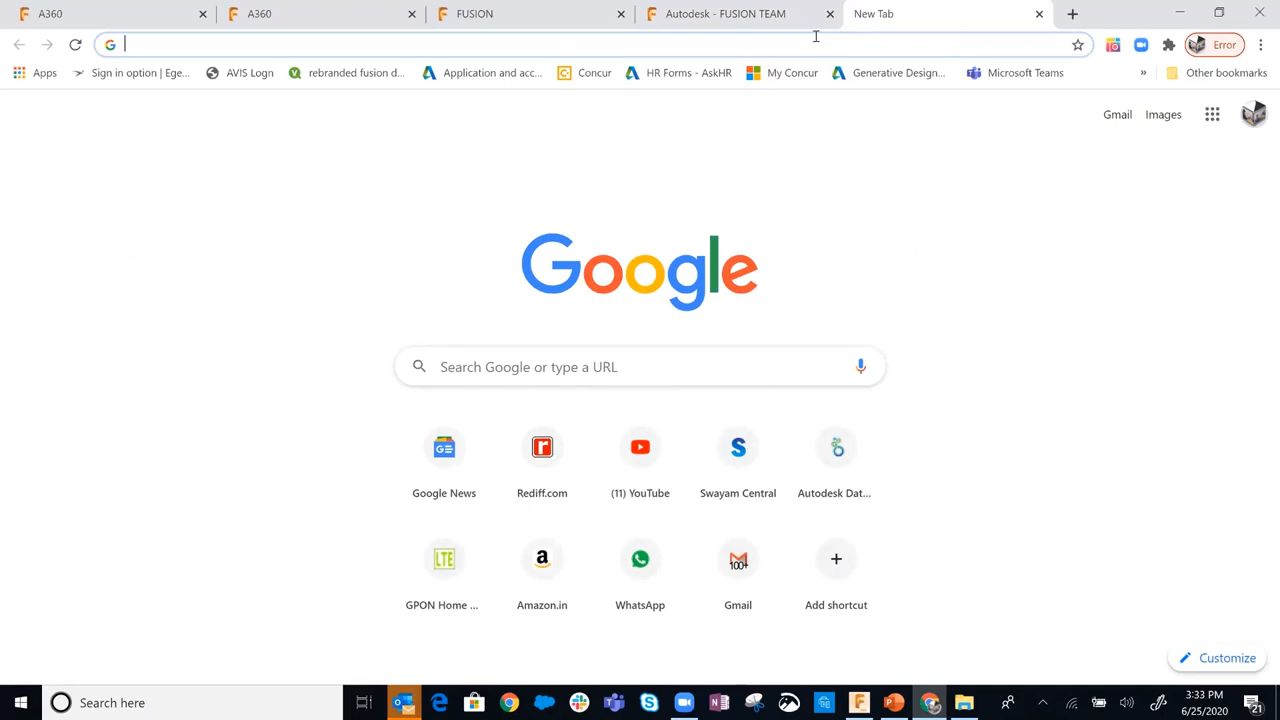 A360
A360
FUSION
Autodesk - FUSION TEAM
New Tab
Error
Apps
Sign in option | Ege...
AVIS Logn
rebranded fusion d...
Application and acc...
Concur
HR Forms - AskHR
My Concur
Generative Design...
Microsoft Teams
»
Other bookmarks
Gmail
Images
Google
Search Google or type a URL
Google News
Rediff.com
(11) YouTube
Swayam Central
Autodesk Dat...
LTE
100+
GPON Home ...
Amazon.in
WhatsApp
Gmail
Add shortcut
Customize
Search here
3:33 PM
6/25/2020
21